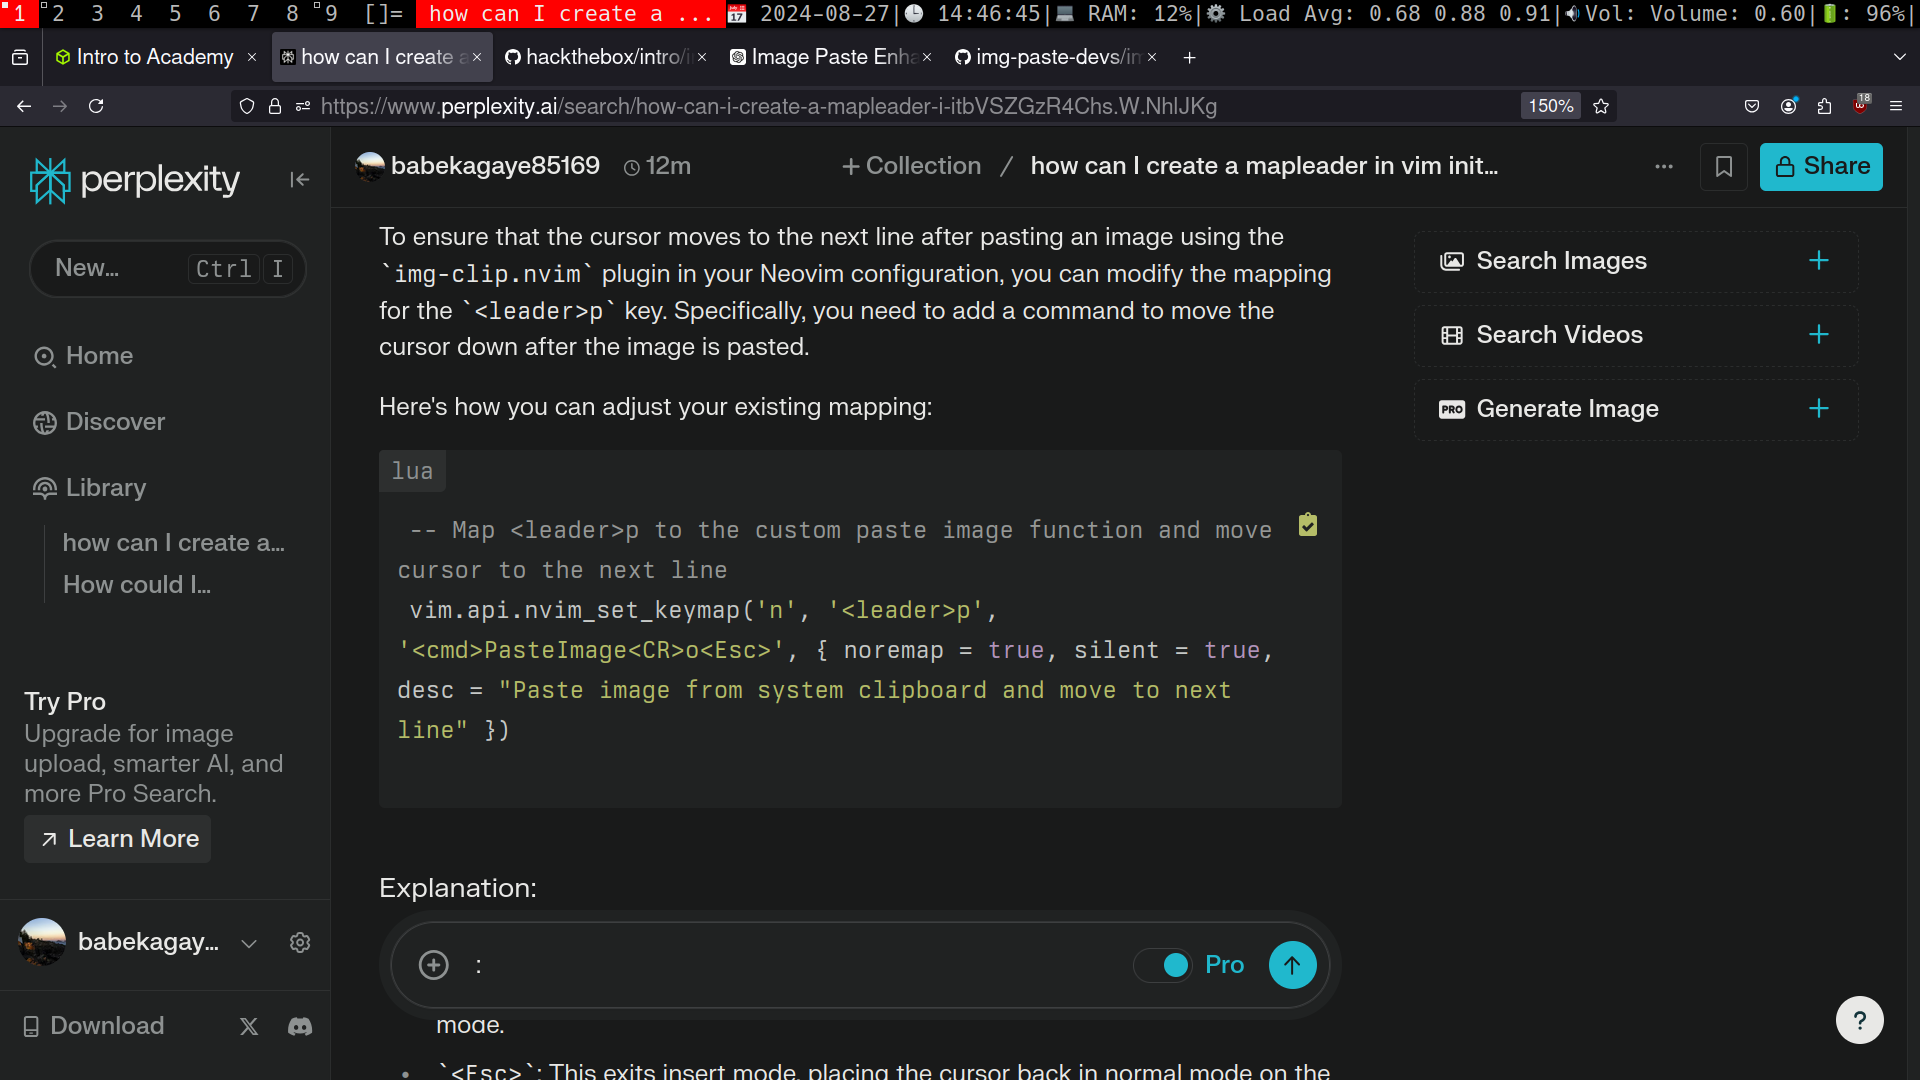 1 2 3 4 5 6 7 8 9 []= how can I create a ... 2024-08-27| 14:46:45| RAM: 12%| Load Avg: 0.68 0.88 0.91| Vol: Volume: 0.60| : 96%|
Intro to Academy × how can I create a × hackthebox/intro/i × Image Paste Enha × img-paste-devs/im × +
https://www.perplexity.ai/search/how-can-i-create-a-mapleader-i-itbVSZGzR4Chs.W.NhlJKg 150% 18
perplexity
babekagaye85169 12m + Collection / how can I create a mapleader in vim init... ... Share
New... Ctrl I
Home
Discover
Library
how can I create a...
How could I...
Try Pro
Upgrade for image
upload, smarter AI, and
more Pro Search.
Learn More
babekagay...
Download
To ensure that the cursor moves to the next line after pasting an image using the
`img-clip.nvim` plugin in your Neovim configuration, you can modify the mapping
for the `<leader>p` key. Specifically, you need to add a command to move the
cursor down after the image is pasted.
Here's how you can adjust your existing mapping:
lua
-- Map <leader>p to the custom paste image function and move
cursor to the next line
vim.api.nvim_set_keymap('n', '<leader>p',
'<cmd>PasteImage<CR>o<Esc>', { noremap = true, silent = true,
desc = "Paste image from system clipboard and move to next
line" })
Explanation:
: Pro
mode.
• `<Esc>`: This exits insert mode, placing the cursor back in normal mode on the
Search Images +
Search Videos +
PRO Generate Image +
?